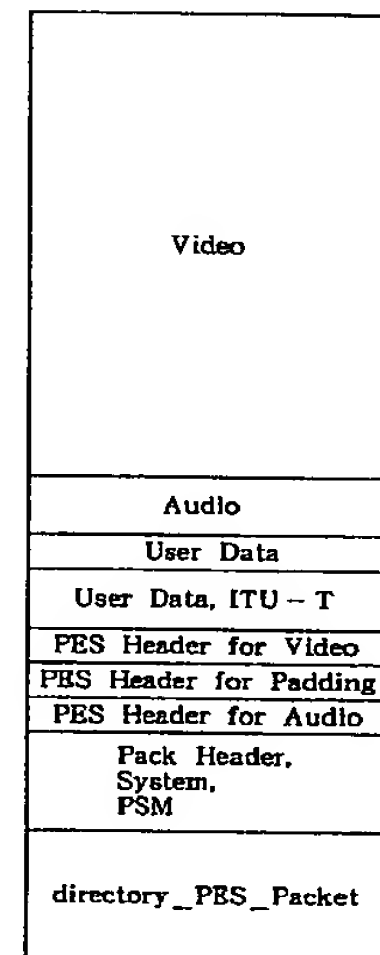 Video
Audio
User Data
User Data, ITU – T
PES Header for Video
PES Header for Padding
PES Header for Audio
Pack Header,
System,
PSM
directory_PES_Packet